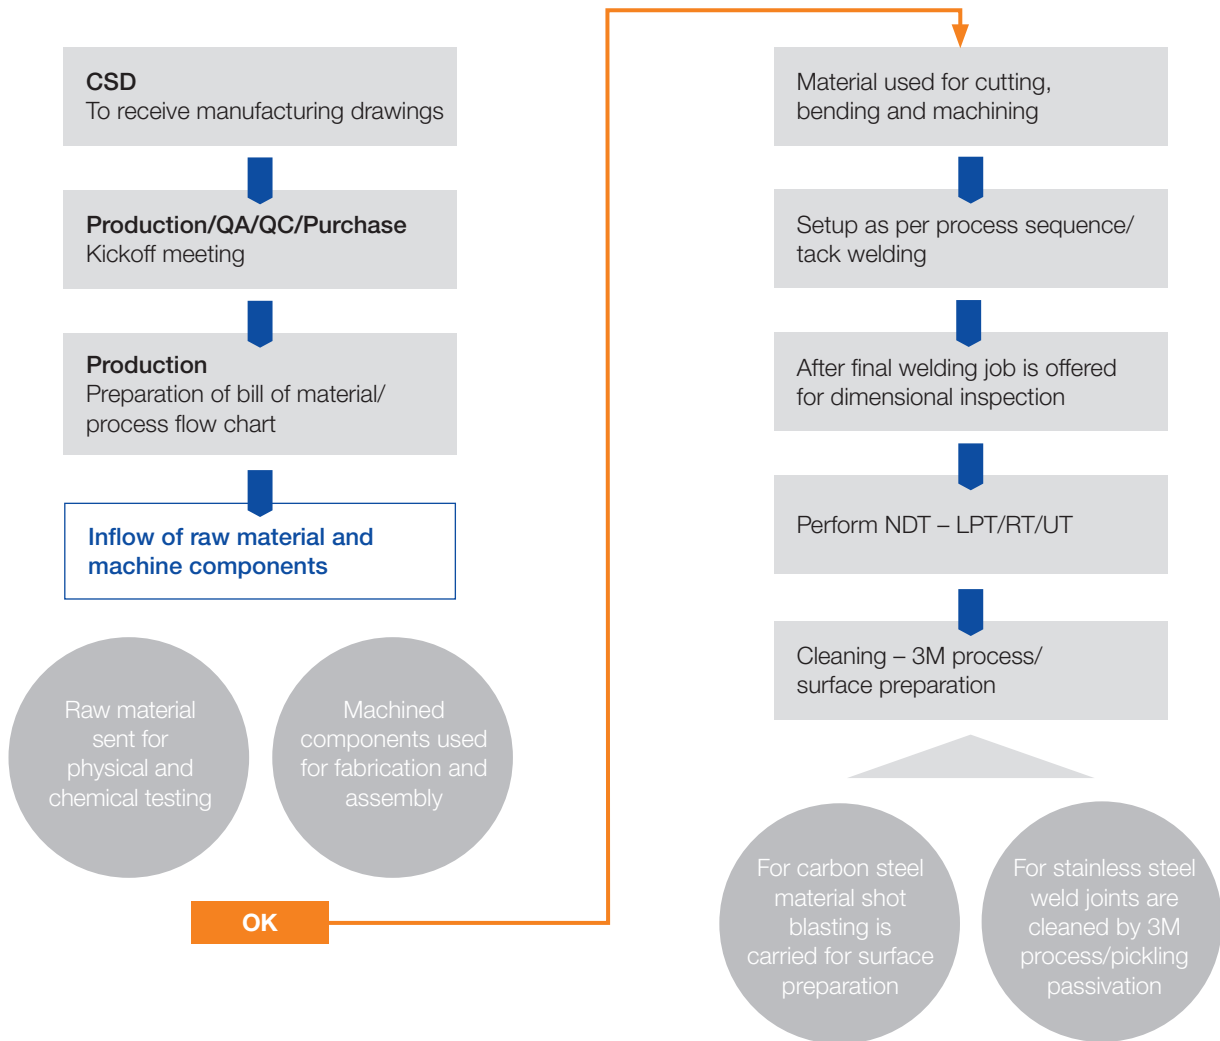 CSD
To receive manufacturing drawings
Production/QA/QC/Purchase
Kickoff meeting
Production
Preparation of bill of material/
process flow chart
Inflow of raw material and
machine components
Raw material
sent for
physical and
chemical testing
Machined
components used
for fabrication and
assembly
OK
Material used for cutting,
bending and machining
Setup as per process sequence/
tack welding
After final welding job is offered
for dimensional inspection
Perform NDT – LPT/RT/UT
Cleaning – 3M process/
surface preparation
For carbon steel
material shot
blasting is
carried for surface
preparation
For stainless steel
weld joints are
cleaned by 3M
process/pickling
passivation